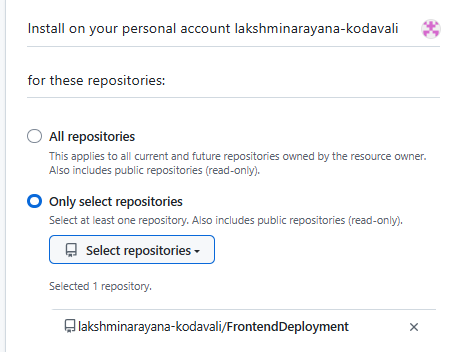 Install on your personal account lakshminarayana-kodavali
for these repositories:
All repositories
This applies to all current and future repositories owned by the resource owner.
Also includes public repositories (read-only).
Only select repositories
Select at least one repository. Also includes public repositories (read-only).
Select repositories
Selected 1 repository.
lakshminarayana-kodavali/FrontendDeployment